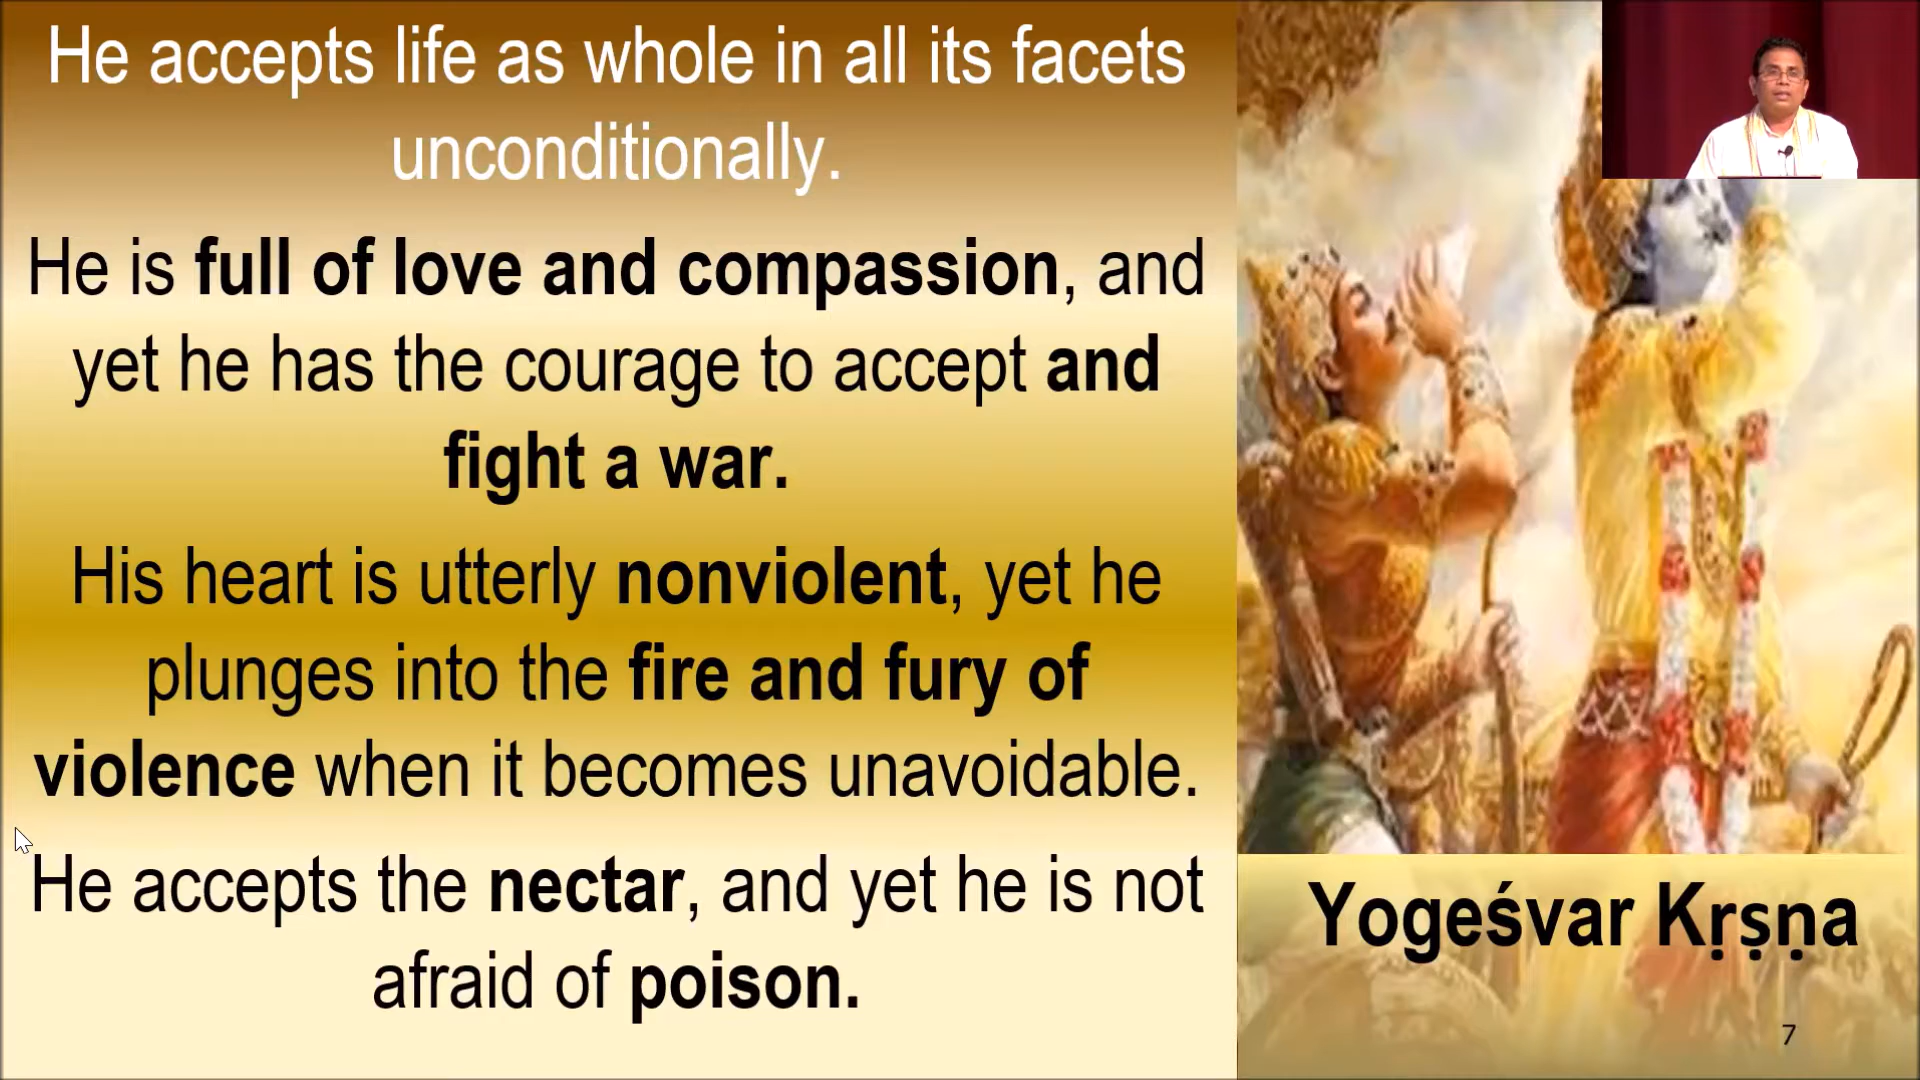 He accepts life as whole in all its facets
unconditionally.
He is full of love and compassion, and
yet he has the courage to accept and
fight a war.
His heart is utterly nonviolent, yet he
plunges into the fire and fury of
violence when it becomes unavoidable.
He accepts the nectar, and yet he is not
afraid of poison.
Yogeśvar Kṛṣṇa
7